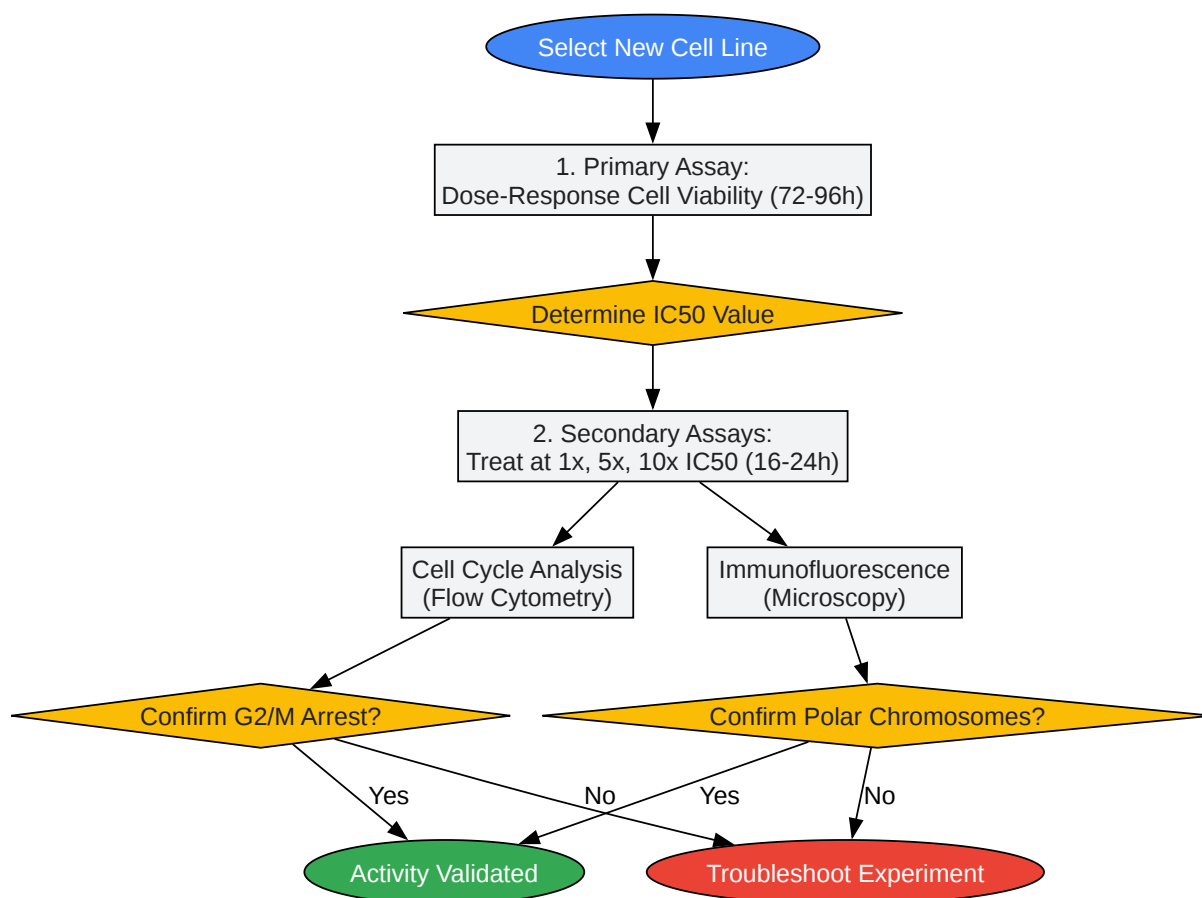 Select New Cell Line
1. Primary Assay:
Dose-Response Cell Viability (72-96h)
Determine IC50 Value
2. Secondary Assays:
Treat at 1x, 5x, 10x IC50 (16-24h)
Cell Cycle Analysis
(Flow Cytometry)
Immunofluorescence
(Microscopy)
Confirm G2/M Arrest?
Confirm Polar Chromosomes?
Yes
No
Yes
No
Activity Validated
Troubleshoot Experiment